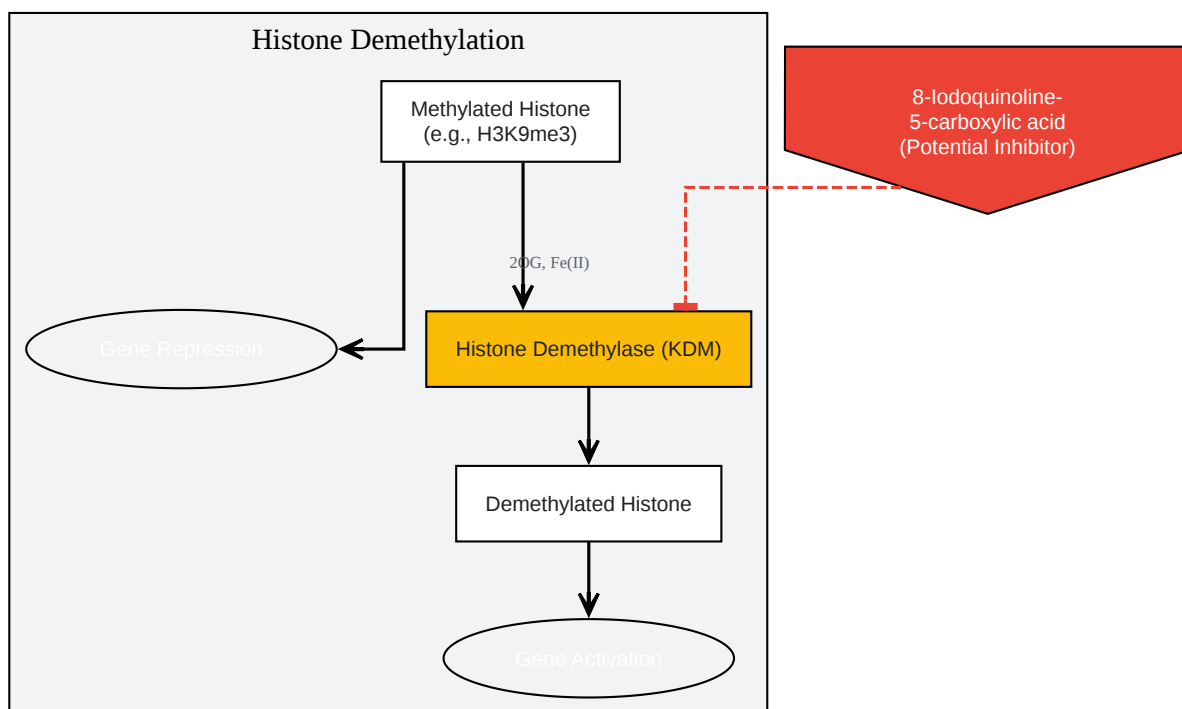 Histone Demethylation
Methylated Histone
(e.g., H3K9me3)
8-Iodoquinoline-
5-carboxylic acid
(Potential Inhibitor)
2OG, Fe(II)
Gene Repression
Histone Demethylase (KDM)
Demethylated Histone
Gene Activation